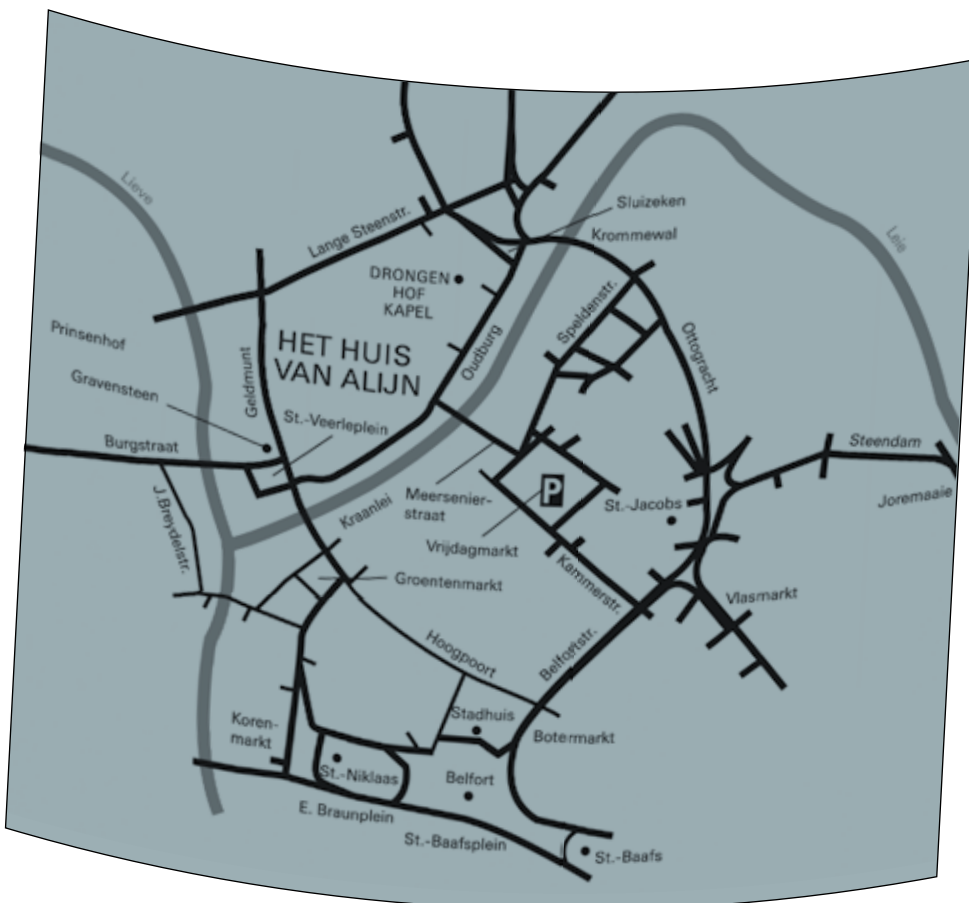 Lieve
Sluizeken
Lange Steenstr.
Krommewal
Leie
DRONGEN
HOF
KAPEL
Speldenstr.
Prinsenhof
HET HUIS
VAN ALIJN
Oudburg
Ottogracht
Geldmunt
Gravensteen
St.-Veerleplein
Burgstraat
Steendam
Joremaaie
J.Breydelstr.
Kraanlei
Meersenier-
straat
P
St.-Jacobs
Vrijdagmarkt
Groentenmarkt
Kammerstr.
Vlasmarkt
Hoogpoort
Belfortstr.
Koren-
markt
Stadhuis
Botermarkt
St.-Niklaas
Belfort
E. Braunplein
St.-Baafsplein
St.-Baafs